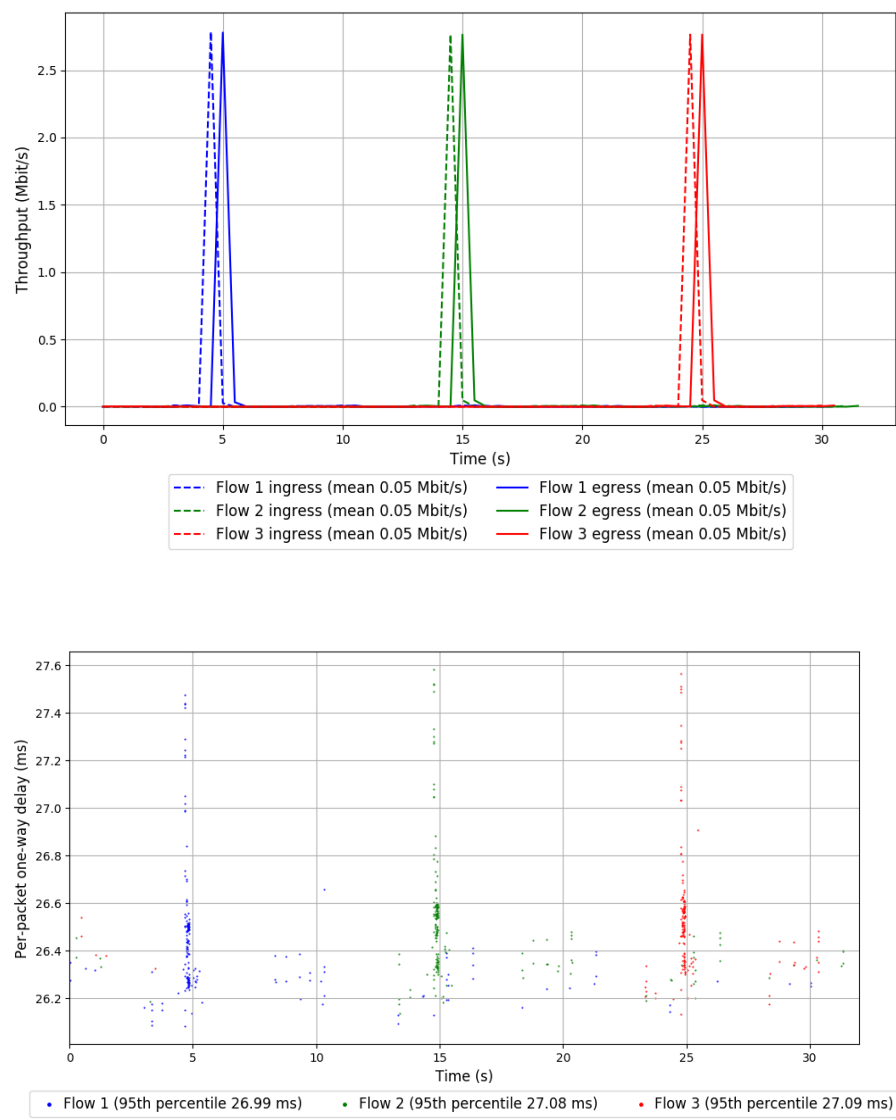 2.5
2.0
1.5
1.0
0.5
0.0
Throughput (Mbit/s)
0 5 10 15 20 25 30
Time (s)
Flow 1 ingress (mean 0.05 Mbit/s) Flow 1 egress (mean 0.05 Mbit/s)
Flow 2 ingress (mean 0.05 Mbit/s) Flow 2 egress (mean 0.05 Mbit/s)
Flow 3 ingress (mean 0.05 Mbit/s) Flow 3 egress (mean 0.05 Mbit/s)
27.6
27.4
27.2
27.0
26.8
26.6
26.4
26.2
Per-packet one-way delay (ms)
0 5 10 15 20 25 30
Time (s)
Flow 1 (95th percentile 26.99 ms) Flow 2 (95th percentile 27.08 ms) Flow 3 (95th percentile 27.09 ms)